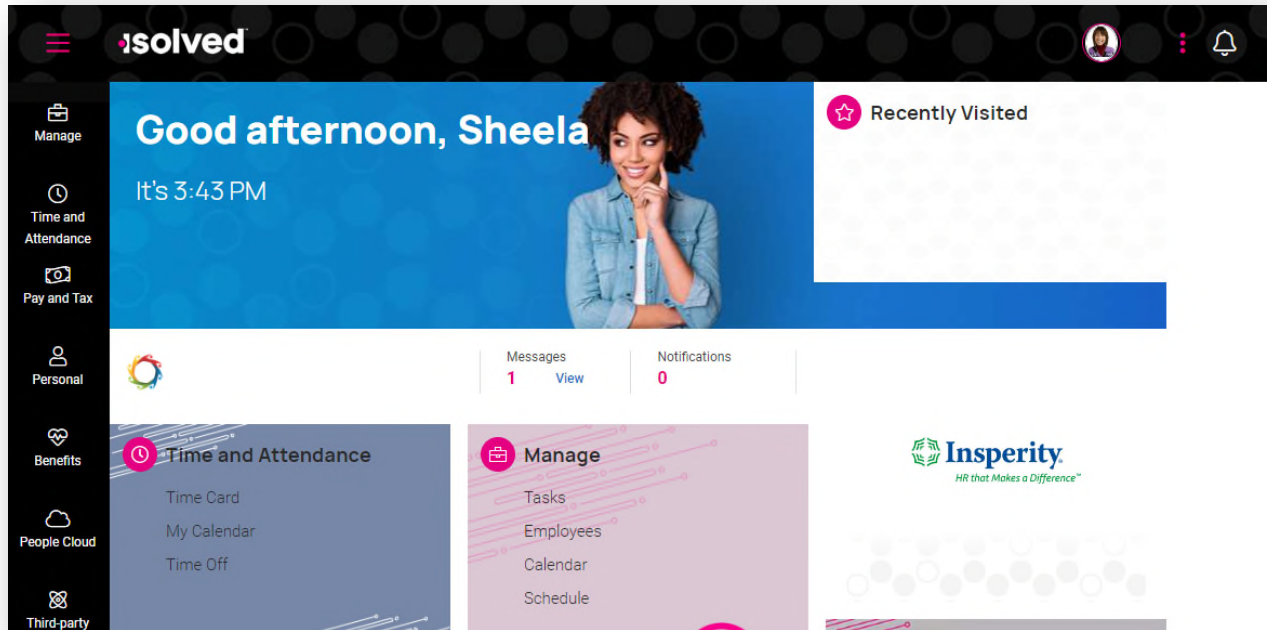 isolved
Manage
Time and
Attendance
Pay and Tax
Personal
Benefits
People Cloud
Third-party
Good afternoon, Sheela
It's 3:43 PM
Recently Visited
Messages
1 View
Notifications
0
Time and Attendance
Time Card
My Calendar
Time Off
Manage
Tasks
Employees
Calendar
Schedule
Insperity
HR that Makes a Difference℠